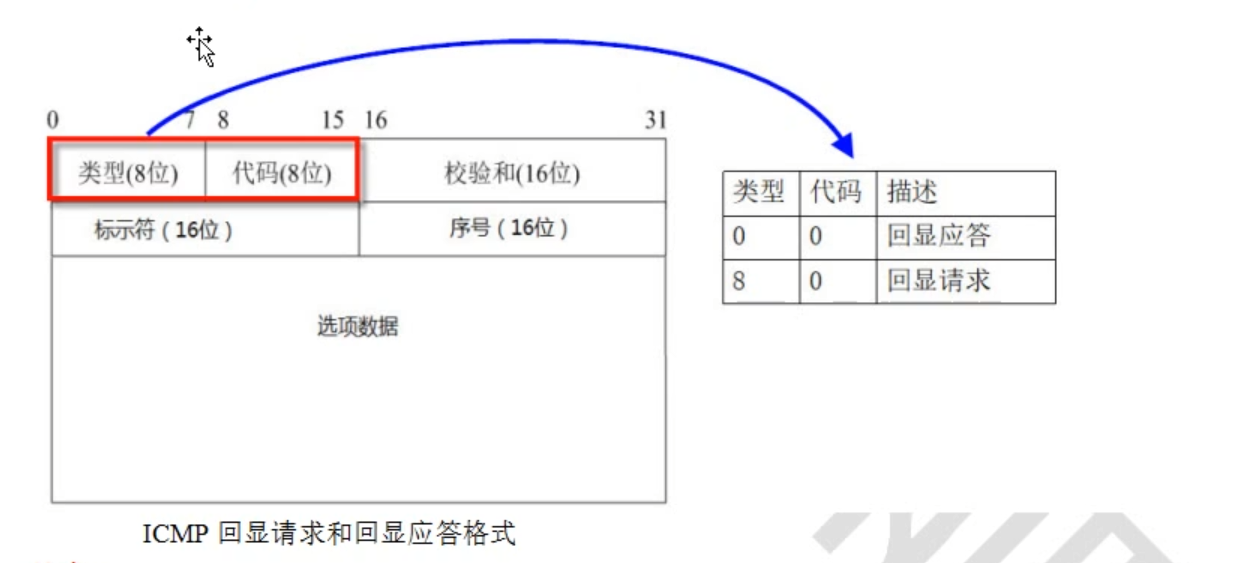 0 7 8 15 16 31
类型(8位) 代码(8位) 校验和(16位)
标示符（16位） 序号（16位）
选项数据
ICMP 回显请求和回显应答格式
类型 代码 描述
0 0 回显应答
8 0 回显请求